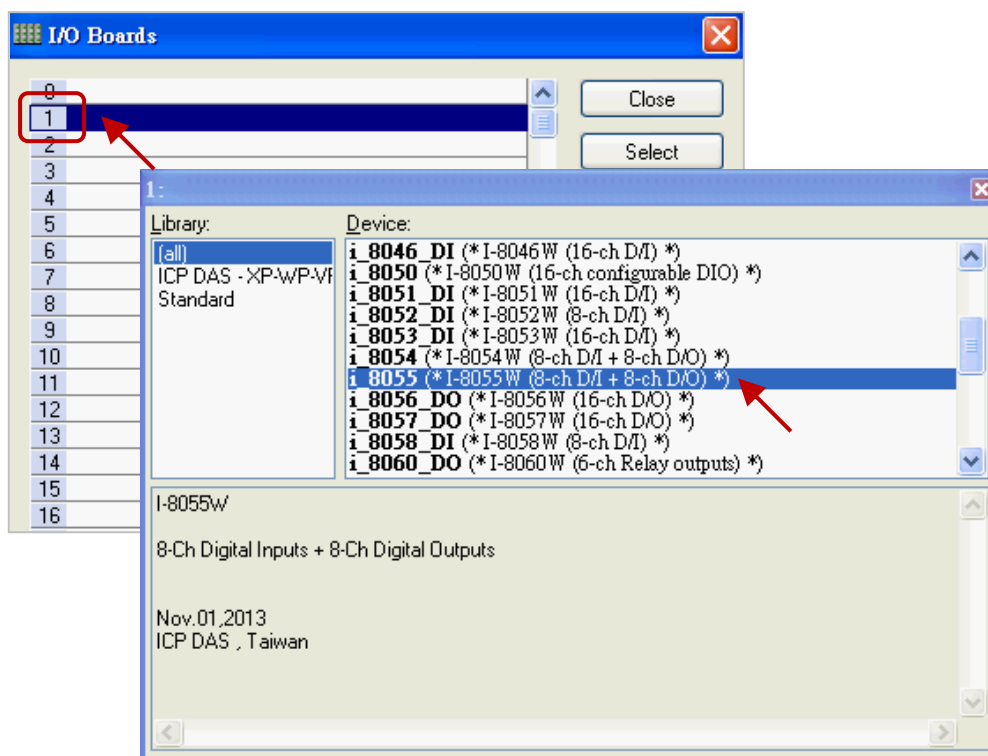 I/O Boards
0
1
2
3
4
5
6
7
8
9
10
11
12
13
14
15
16
Close
Select
1:
Library:
(all)
ICP DAS - XP-WP-VF
Standard
Device:
i_8046_DI (* I-8046W (16-ch D/I) *)
i_8050 (* I-8050W (16-ch configurable DIO) *)
i_8051_DI (* I-8051W (16-ch D/I) *)
i_8052_DI (* I-8052W (8-ch D/I) *)
i_8053_DI (* I-8053W (16-ch D/I) *)
i_8054 (* I-8054W (8-ch D/I + 8-ch D/O) *)
i_8055 (* I-8055W (8-ch D/I + 8-ch D/O) *)
i_8056_DO (* I-8056W (16-ch D/O) *)
i_8057_DO (* I-8057W (16-ch D/O) *)
i_8058_DI (* I-8058W (8-ch D/I) *)
i_8060_DO (* I-8060W (6-ch Relay outputs) *)
I-8055W
8-Ch Digital Inputs + 8-Ch Digital Outputs
Nov.01,2013
ICP DAS , Taiwan